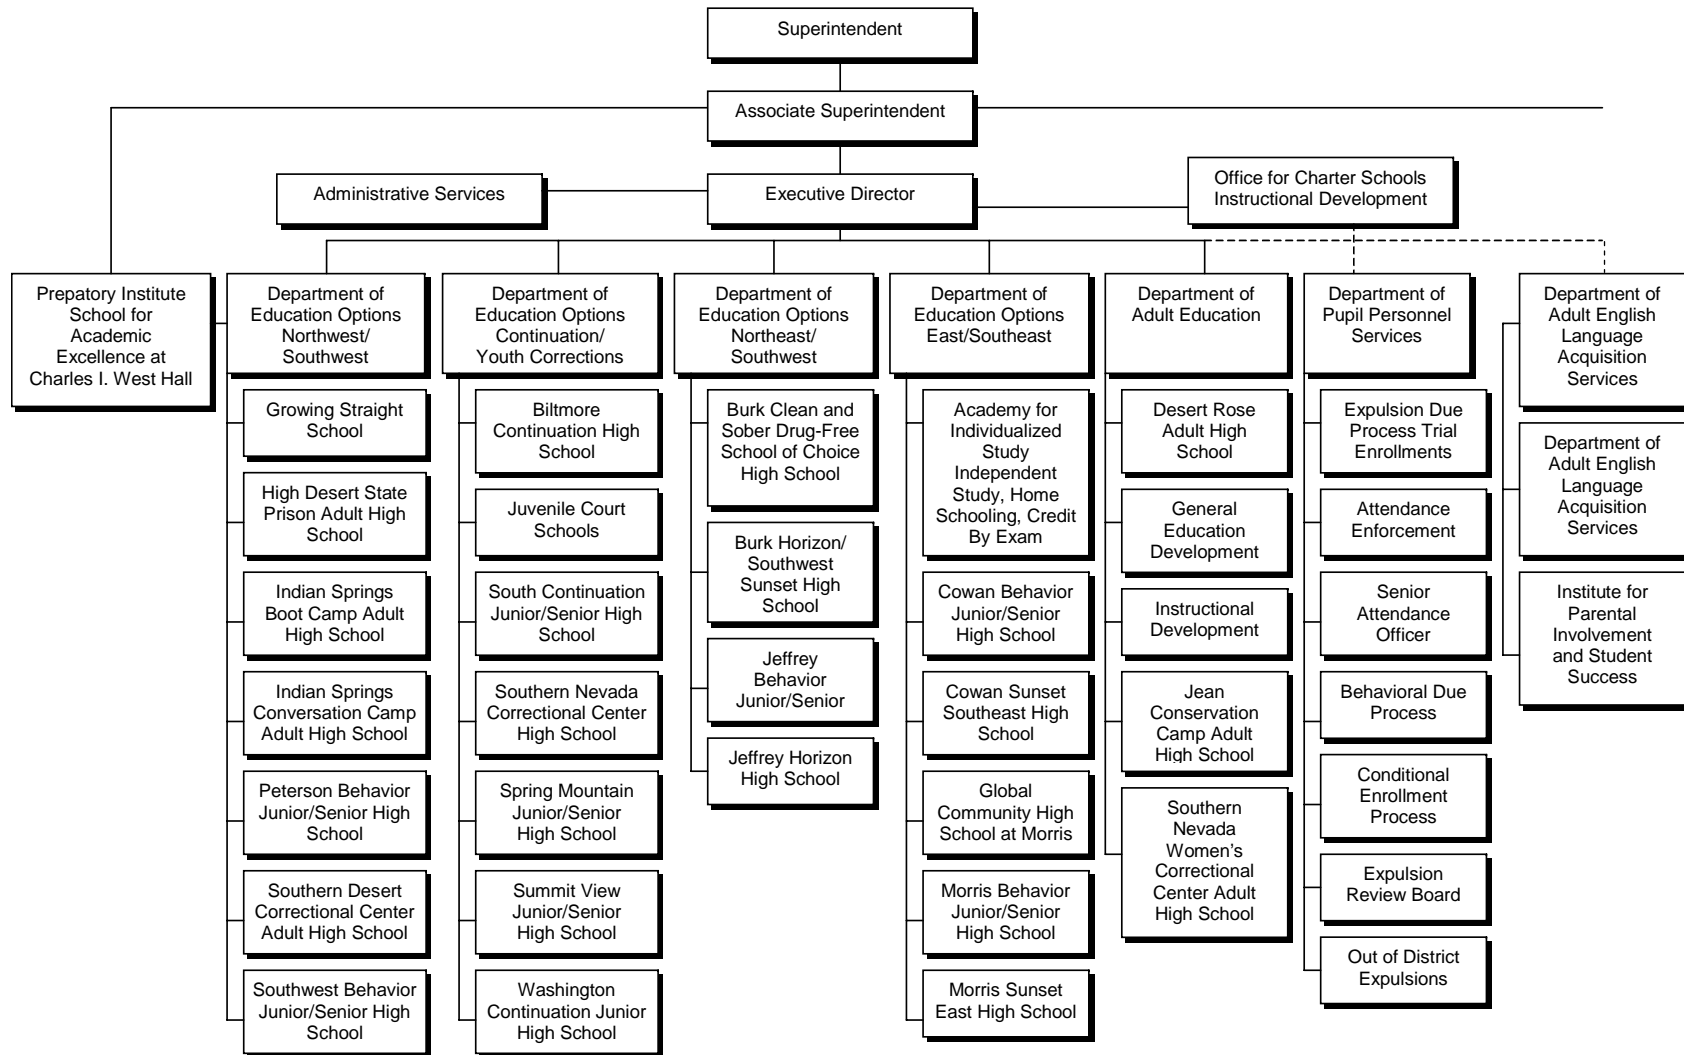 Superintendent
Associate Superintendent
Administrative Services
Executive Director
Office for Charter Schools
Instructional Development
Prepatory Institute
School for
Academic
Excellence at
Charles I. West Hall
Department of
Education Options
Northwest/
Southwest
Growing Straight
School
High Desert State
Prison Adult High
School
Indian Springs
Boot Camp Adult
High School
Indian Springs
Conversation Camp
Adult High School
Peterson Behavior
Junior/Senior High
School
Southern Desert
Correctional Center
Adult High School
Southwest Behavior
Junior/Senior High
School
Department of
Education Options
Continuation/
Youth Corrections
Biltmore
Continuation High
School
Juvenile Court
Schools
South Continuation
Junior/Senior High
School
Southern Nevada
Correctional Center
High School
Spring Mountain
Junior/Senior
High School
Summit View
Junior/Senior
High School
Washington
Continuation Junior
High School
Department of
Education Options
Northeast/
Southwest
Burk Clean and
Sober Drug-Free
School of Choice
High School
Burk Horizon/
Southwest
Sunset High
School
Jeffrey
Behavior
Junior/Senior
Jeffrey Horizon
High School
Department of
Education Options
East/Southeast
Academy for
Individualized
Study
Independent
Study, Home
Schooling, Credit
By Exam
Cowan Behavior
Junior/Senior
High School
Cowan Sunset
Southeast High
School
Global
Community High
School at Morris
Morris Behavior
Junior/Senior
High School
Morris Sunset
East High School
Department of
Adult Education
Desert Rose
Adult High
School
General
Education
Development
Instructional
Development
Jean
Conservation
Camp Adult
High School
Southern
Nevada
Women's
Correctional
Center Adult
High School
Department of
Pupil Personnel
Services
Expulsion Due
Process Trial
Enrollments
Attendance
Enforcement
Senior
Attendance
Officer
Behavioral Due
Process
Conditional
Enrollment
Process
Expulsion
Review Board
Out of District
Expulsions
Department of
Adult English
Language
Acquisition
Services
Department of
Adult English
Language
Acquisition
Services
Institute for
Parental
Involvement
and Student
Success